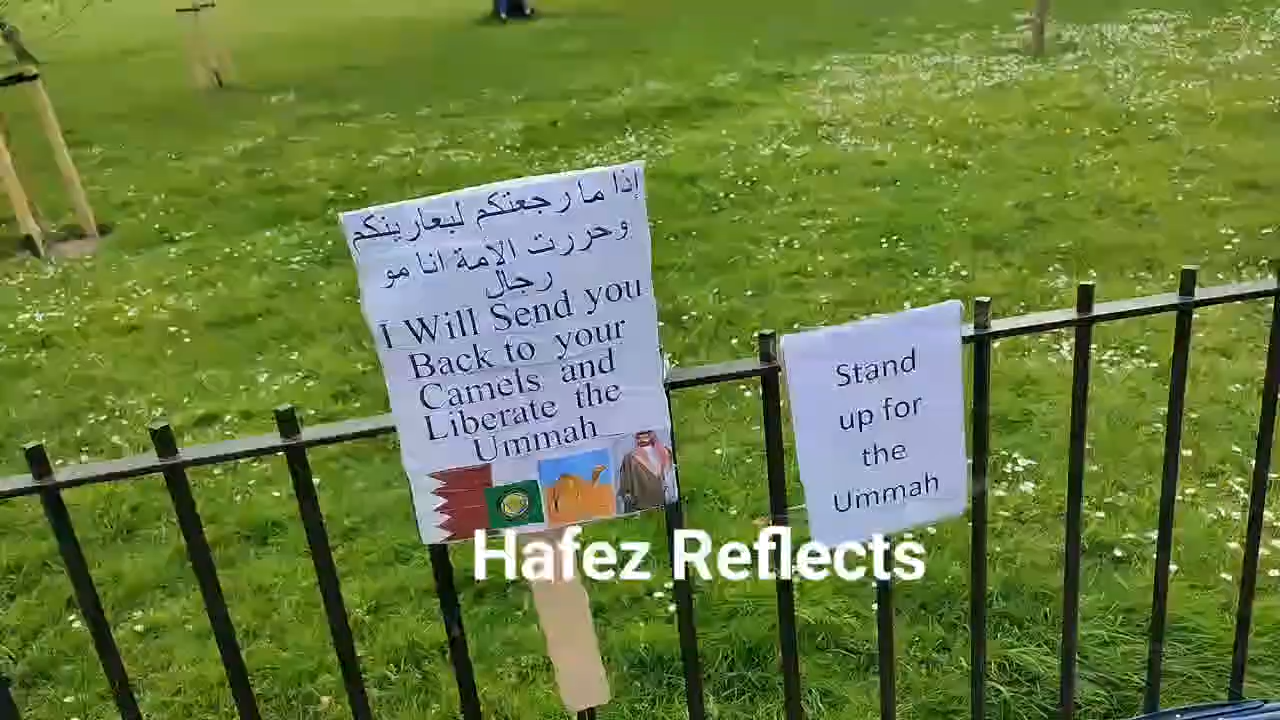 إذا ما رجعتكم لبعارينكم
وحررت الامة انا مو
رجال
I Will Send you
Back to your
Camels and
Liberate the
Ummah
Stand
up for
the
Ummah
Hafez Reflects